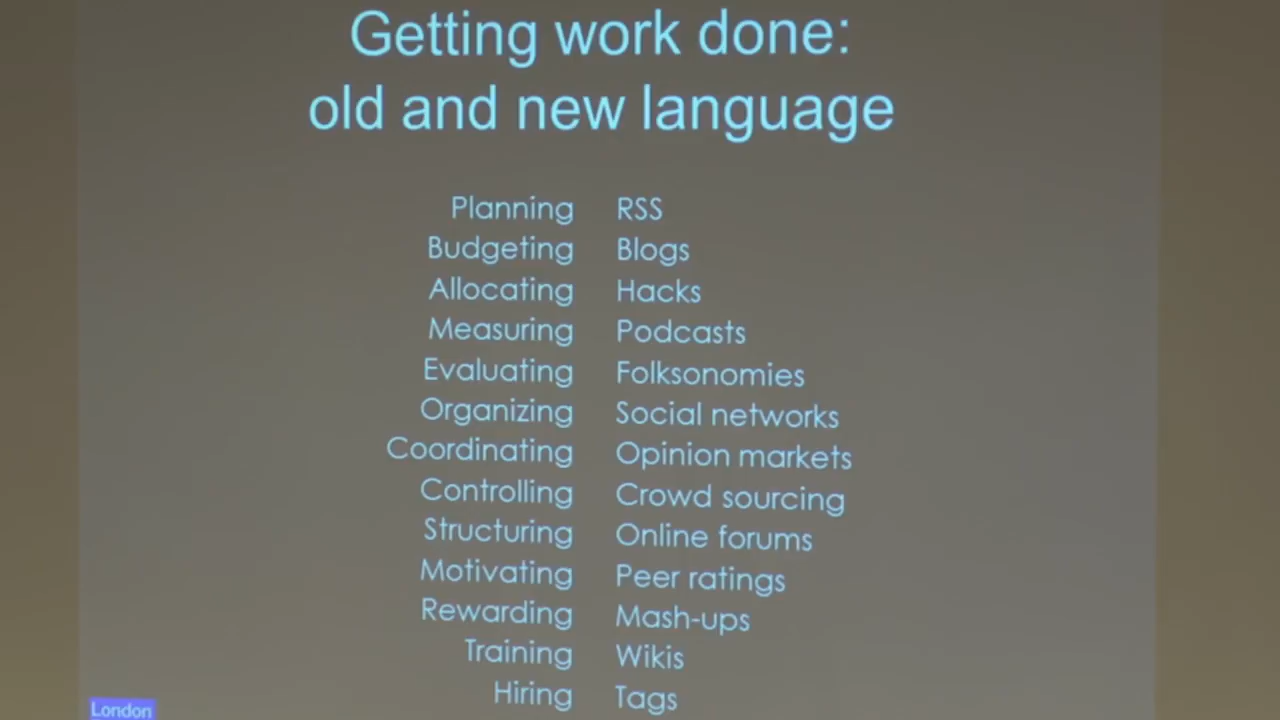 Getting work done:
old and new language
Planning RSS
Budgeting Blogs
Allocating Hacks
Measuring Podcasts
Evaluating Folksonomies
Organizing Social networks
Coordinating Opinion markets
Controlling Crowd sourcing
Structuring Online forums
Motivating Peer ratings
Rewarding Mash-ups
Training Wikis
Hiring Tags
London